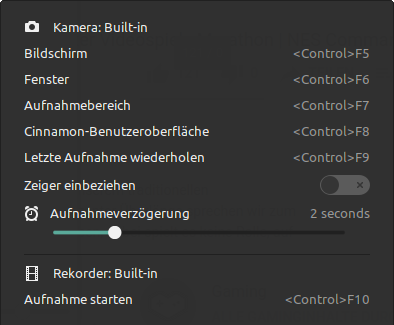 Kamera: Built-in
Bildschirm <Control>F5
Fenster <Control>F6
Aufnahmebereich <Control>F7
Cinnamon-Benutzeroberfläche <Control>F8
Letzte Aufnahme wiederholen <Control>F9
Zeiger einbeziehen
Aufnahmeverzögerung 2 seconds
Rekorder: Built-in
Aufnahme starten <Control>F10